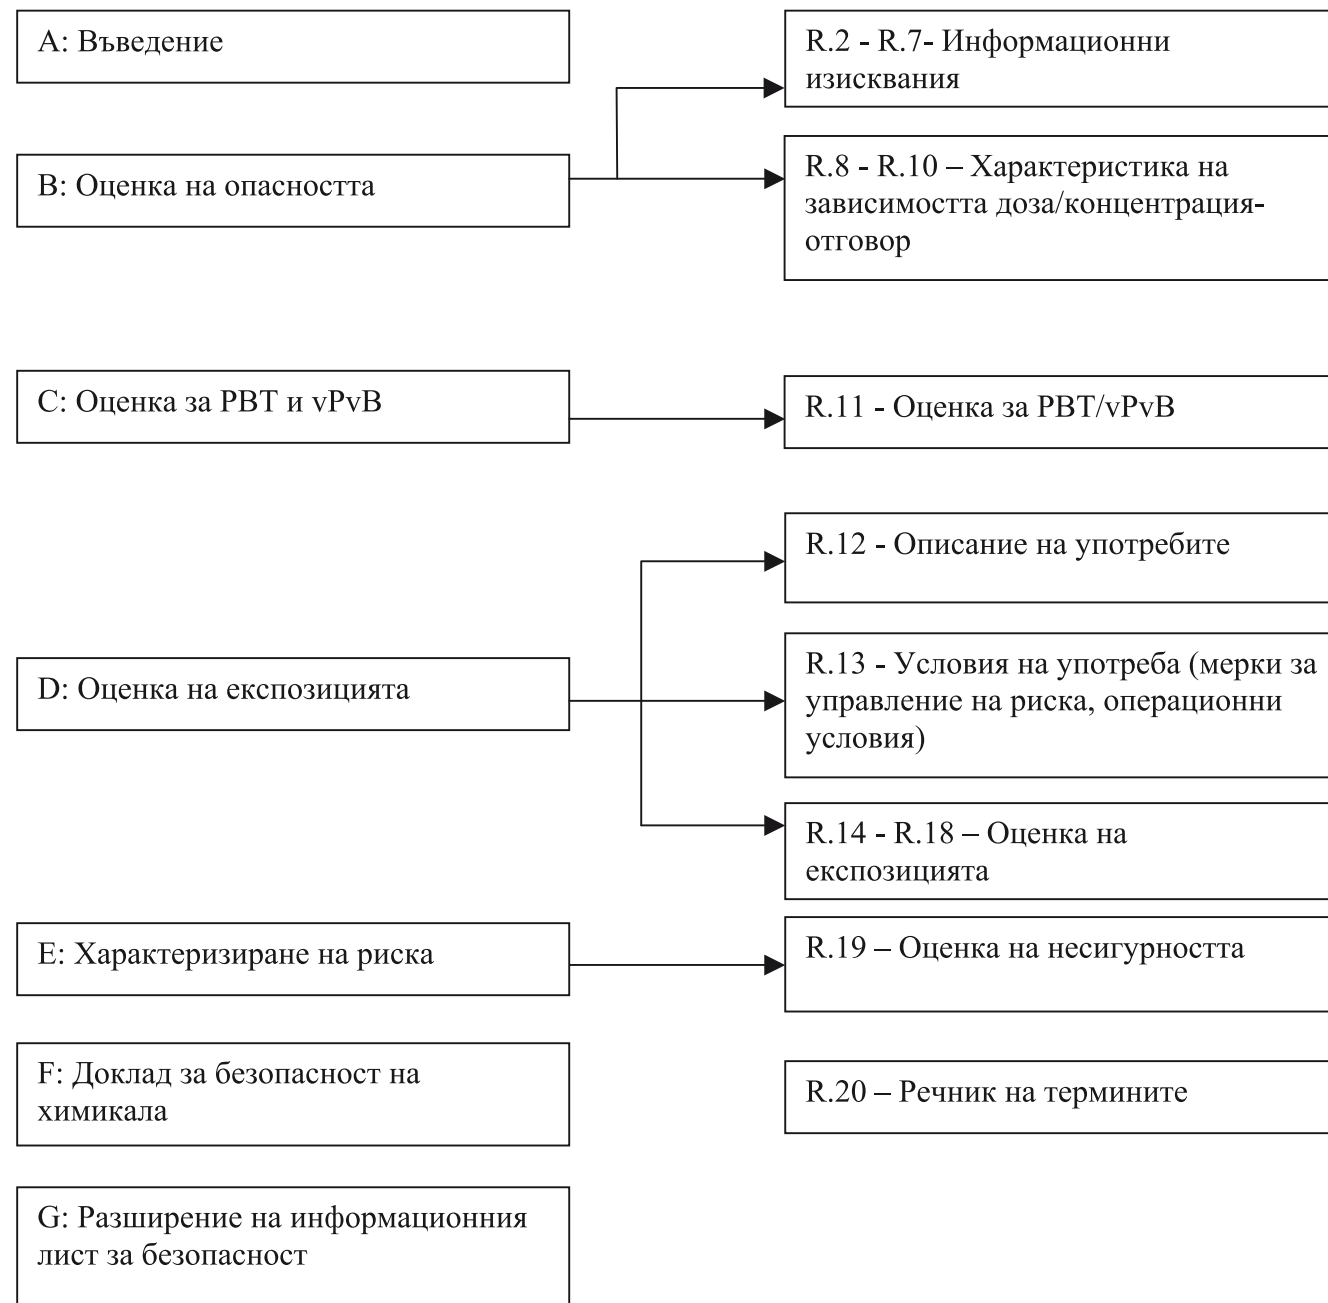 A: Въведение
R.2 - R.7- Информационни
изисквания
B: Оценка на опасността
R.8 - R.10 – Характеристика на
зависимостта доза/концентрация-
отговор
C: Оценка за PBT и vPvB
R.11 - Оценка за PBT/vPvB
R.12 - Описание на употребите
D: Оценка на експозицията
R.13 - Условия на употреба (мерки за
управление на риска, операционни
условия)
R.14 - R.18 – Оценка на
експозицията
E: Характеризиране на риска
R.19 – Оценка на несигурността
F: Доклад за безопасност на
химикала
R.20 – Речник на термините
G: Разширение на информационния
лист за безопасност